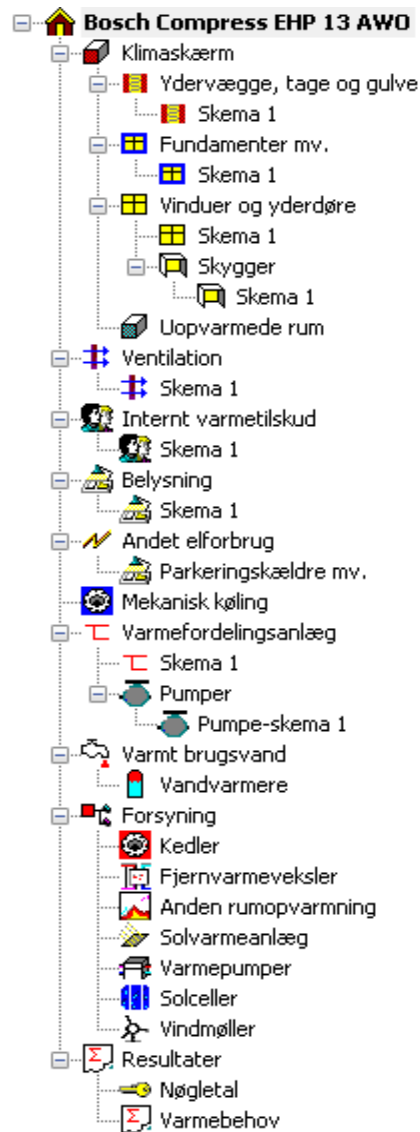 Bosch Compress EHP 13 AWO
Klimaskærm
Ydervægge, tage og gulve
Skema 1
Fundamenter mv.
Skema 1
Vinduer og yderdøre
Skema 1
Skygger
Skema 1
Uopvarmede rum
Ventilation
Skema 1
Internt varmetilskud
Skema 1
Belysning
Skema 1
Andet elforbrug
Parkeringskældre mv.
Mekanisk køling
Varmefordelingsanlæg
Skema 1
Pumper
Pumpe-skema 1
Varmt brugsvand
Vandvarmere
Forsyning
Kedler
Fjernvarmeveksler
Anden rumopvarmning
Solvarmeanlæg
Varmepumper
Solceller
Vindmøller
Resultater
Nøgletal
Varmebehov